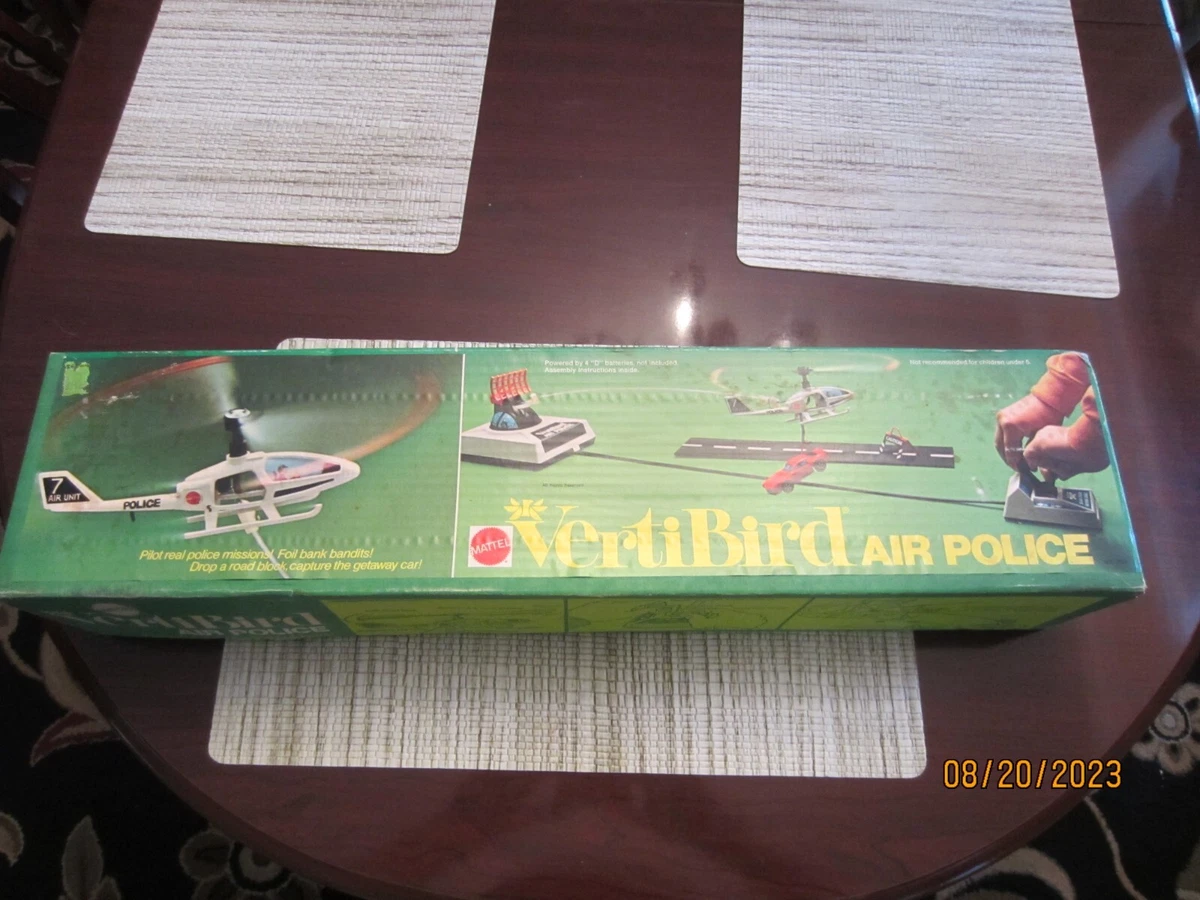 Powered by 4 "D" batteries, not included.
Assembly instructions inside.
Not recommended for children under 5.
7
AIR UNIT
POLICE
Pilot real police missions! Foil bank bandits!
Drop a road block, capture the getaway car!
MATTEL
VertiBird® AIR POLICE
VertiBird
AIR POLICE
08/20/2023